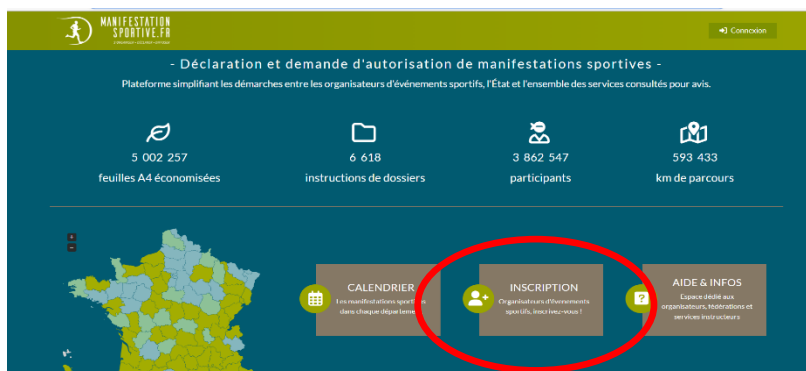 MANIFESTATION
SPORTIVE.FR
Connexion
- Déclaration et demande d'autorisation de manifestations sportives -
Plateforme simplifiant les démarches entre les organisateurs d'événements sportifs, l'État et l'ensemble des services consultés pour avis.
5 002 257
feuilles A4 économisées
6 618
instructions de dossiers
3 862 547
participants
593 433
km de parcours
CALENDRIER
Les manifestations sportives
dans chaque département
INSCRIPTION
Organisateurs d'évenements
sportifs, inscrivez-vous !
AIDE & INFOS
Espace dédié aux
organisateurs, fédérations et
services instructeurs